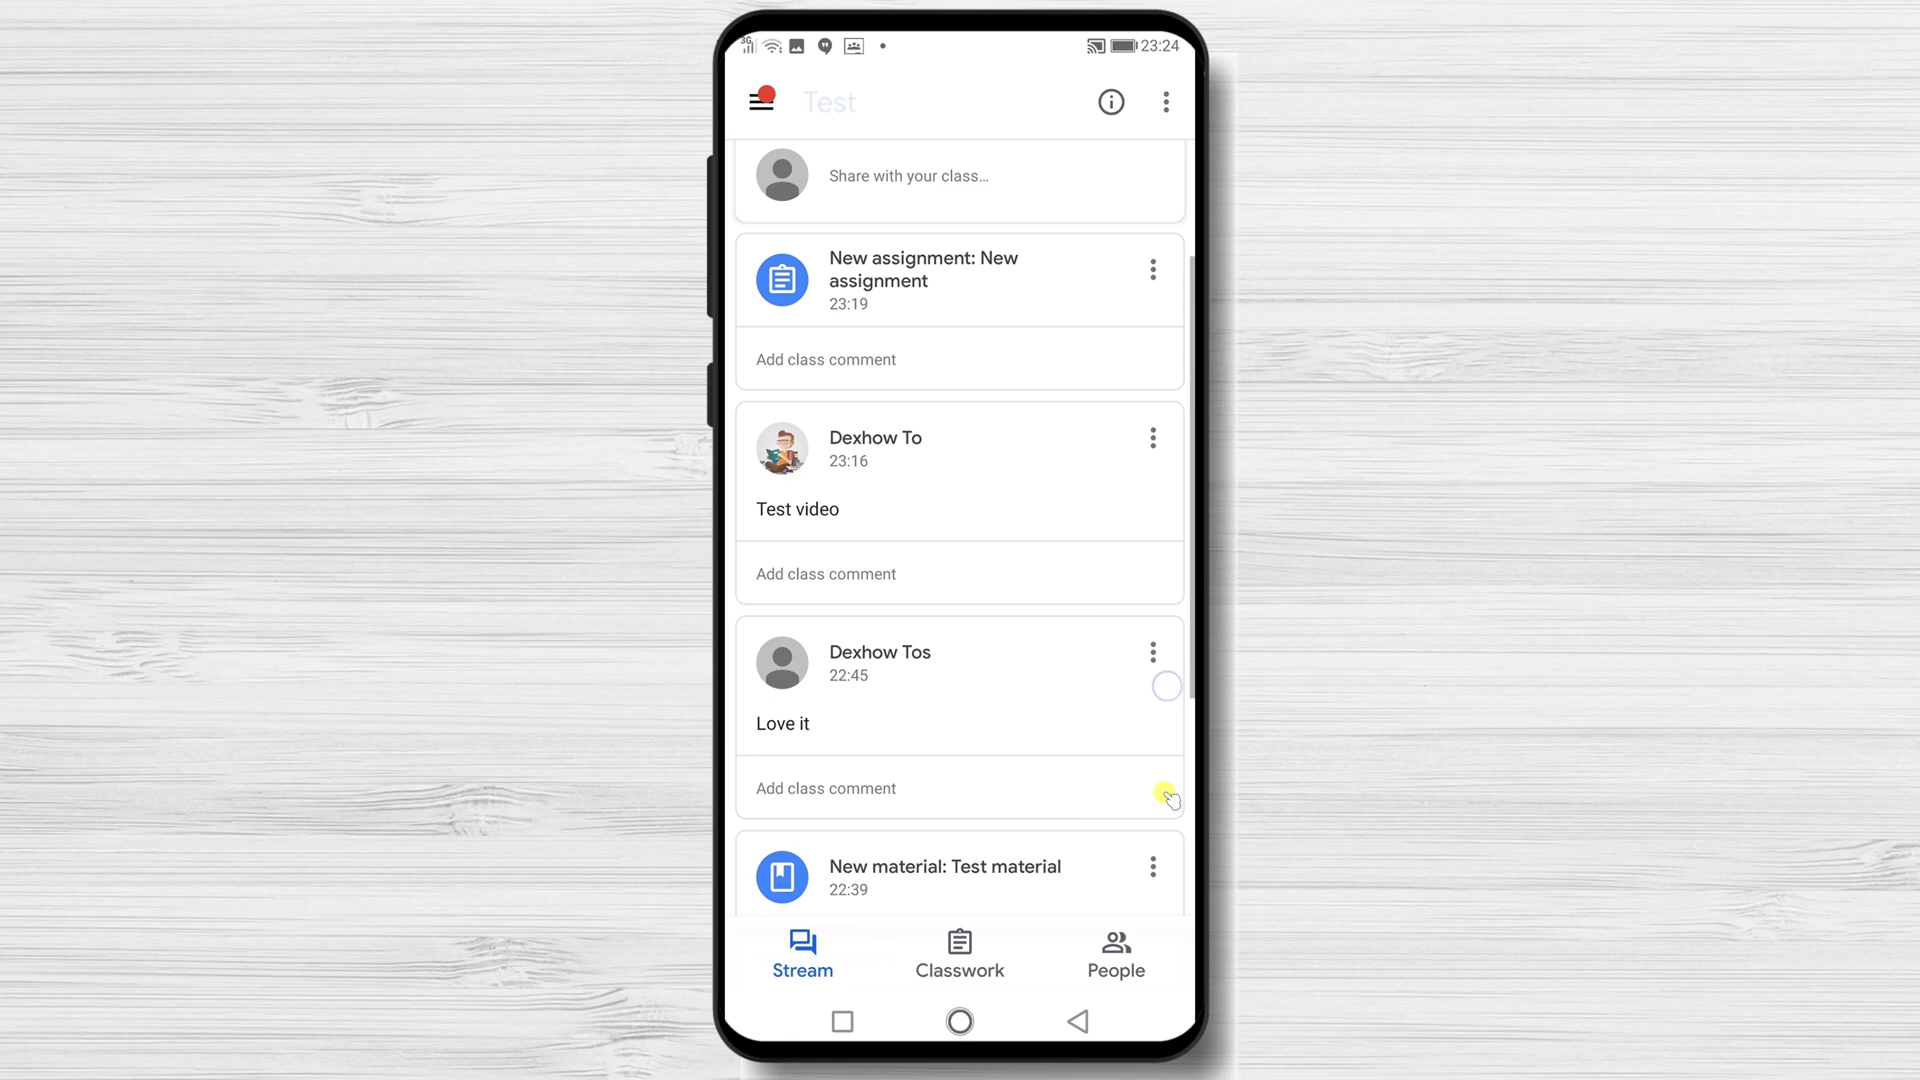 3G
23:24
Test
Share with your class...
New assignment: New
assignment
23:19
Add class comment
Dexhow To
23:16
Test video
Add class comment
Dexhow Tos
22:45
Love it
Add class comment
New material: Test material
22:39
Stream
Classwork
People